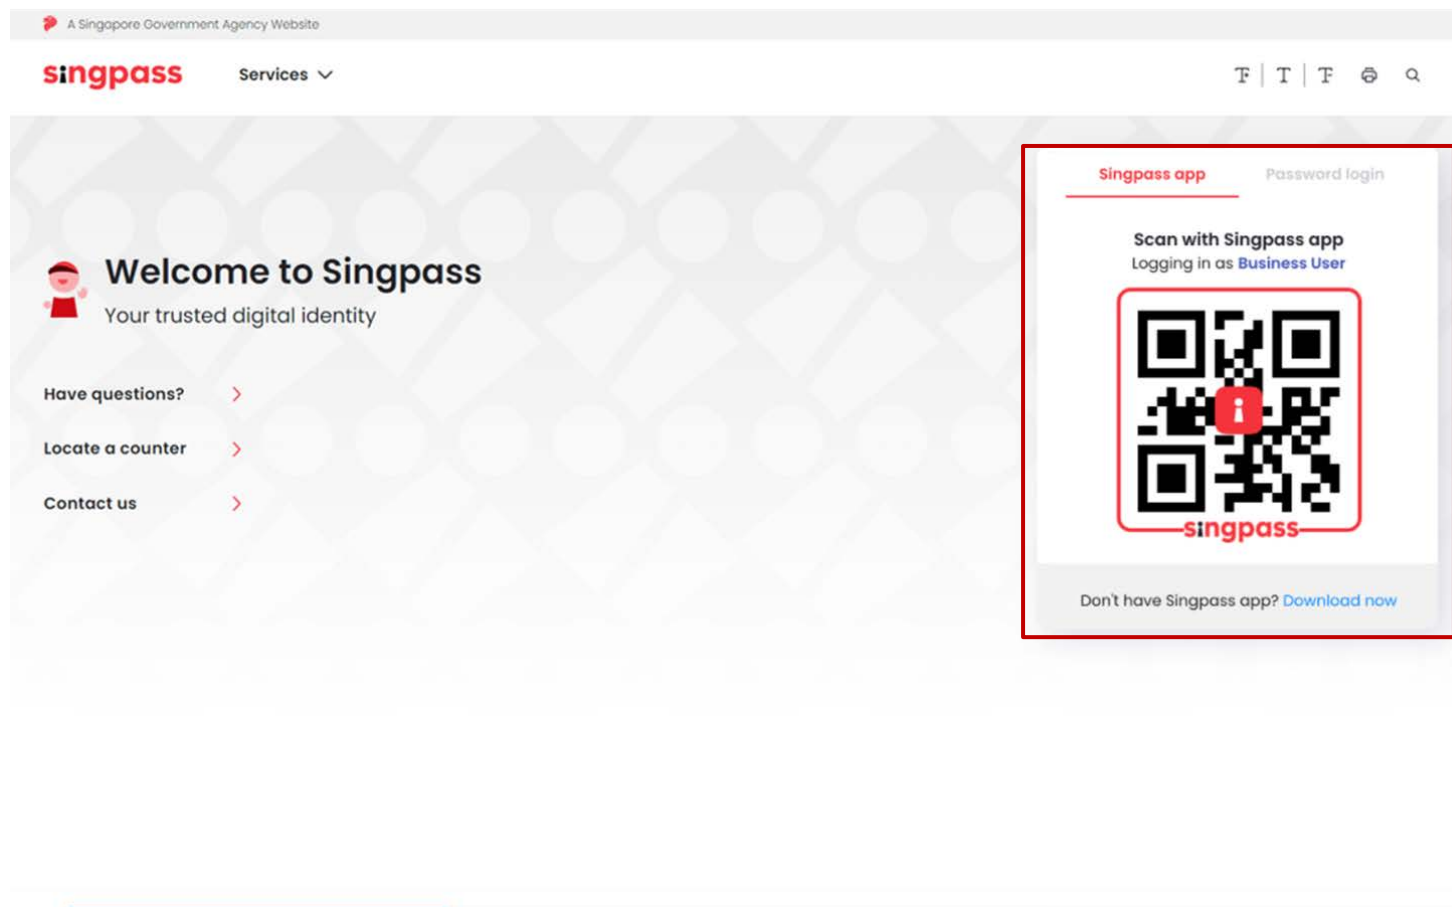 A Singapore Government Agency Website
singpass
Services
T T T
Singpass app
Password login
Scan with Singpass app
Logging in as Business User
singpass
Don't have Singpass app? Download now
Welcome to Singpass
Your trusted digital identity
Have questions?
Locate a counter
Contact us